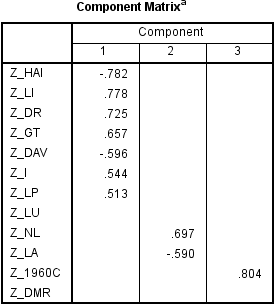 Component Matrixa
Component
1 2 3
Z_HAI -.782
Z_LI .778
Z_DR .725
Z_GT .657
Z_DAV -.596
Z_I .544
Z_LP .513
Z_LU
Z_NL .697
Z_LA -.590
Z_1960C .804
Z_DMR